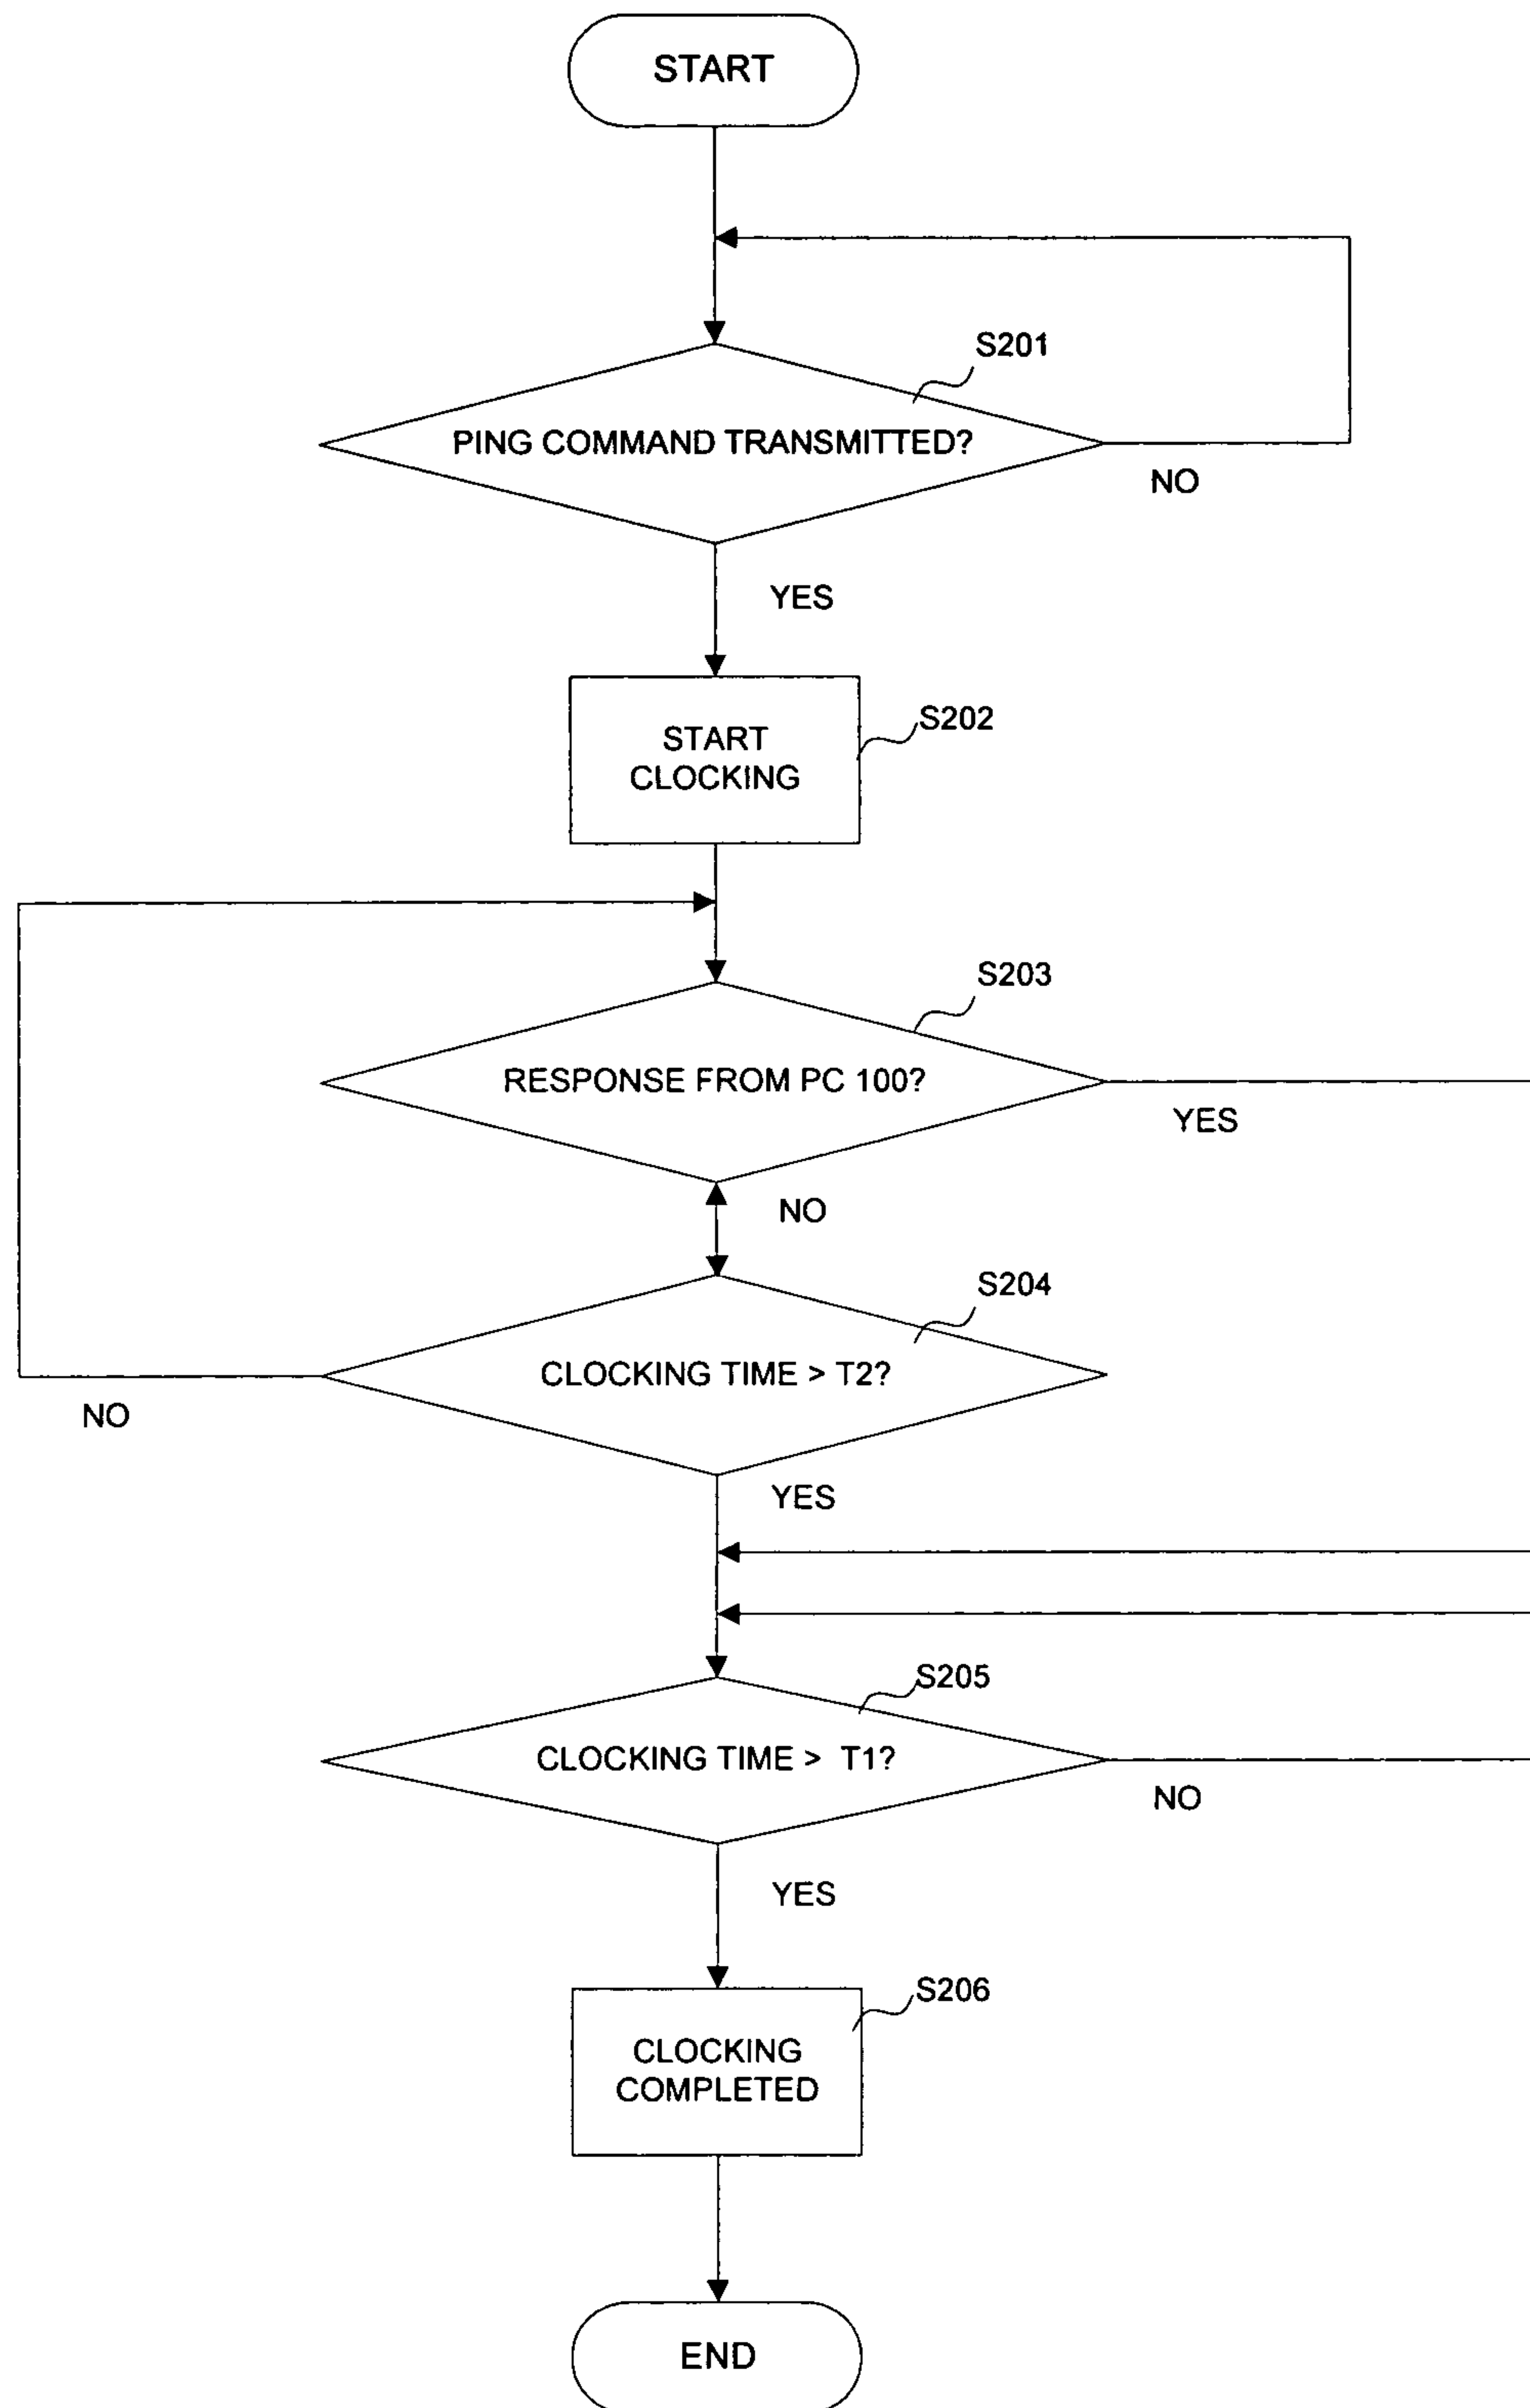 START
S201
PING COMMAND TRANSMITTED?
NO
YES
S202
START
CLOCKING
S203
RESPONSE FROM PC 100?
YES
NO
S204
CLOCKING TIME > T2?
NO
YES
S205
CLOCKING TIME > T1?
NO
YES
S206
CLOCKING
COMPLETED
END